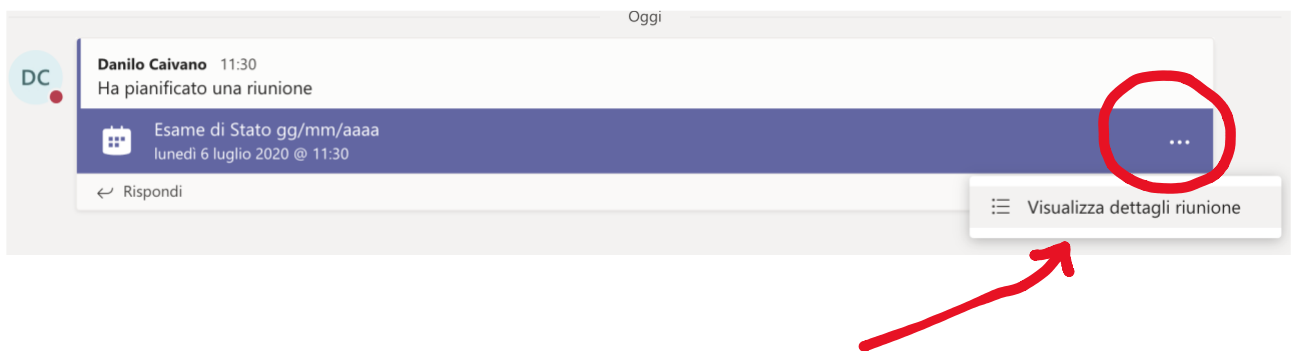 Oggi
DC
Danilo Caivano 11:30
Ha pianificato una riunione
Esame di Stato gg/mm/aaaa
lunedì 6 luglio 2020 @ 11:30
Rispondi
Visualizza dettagli riunione